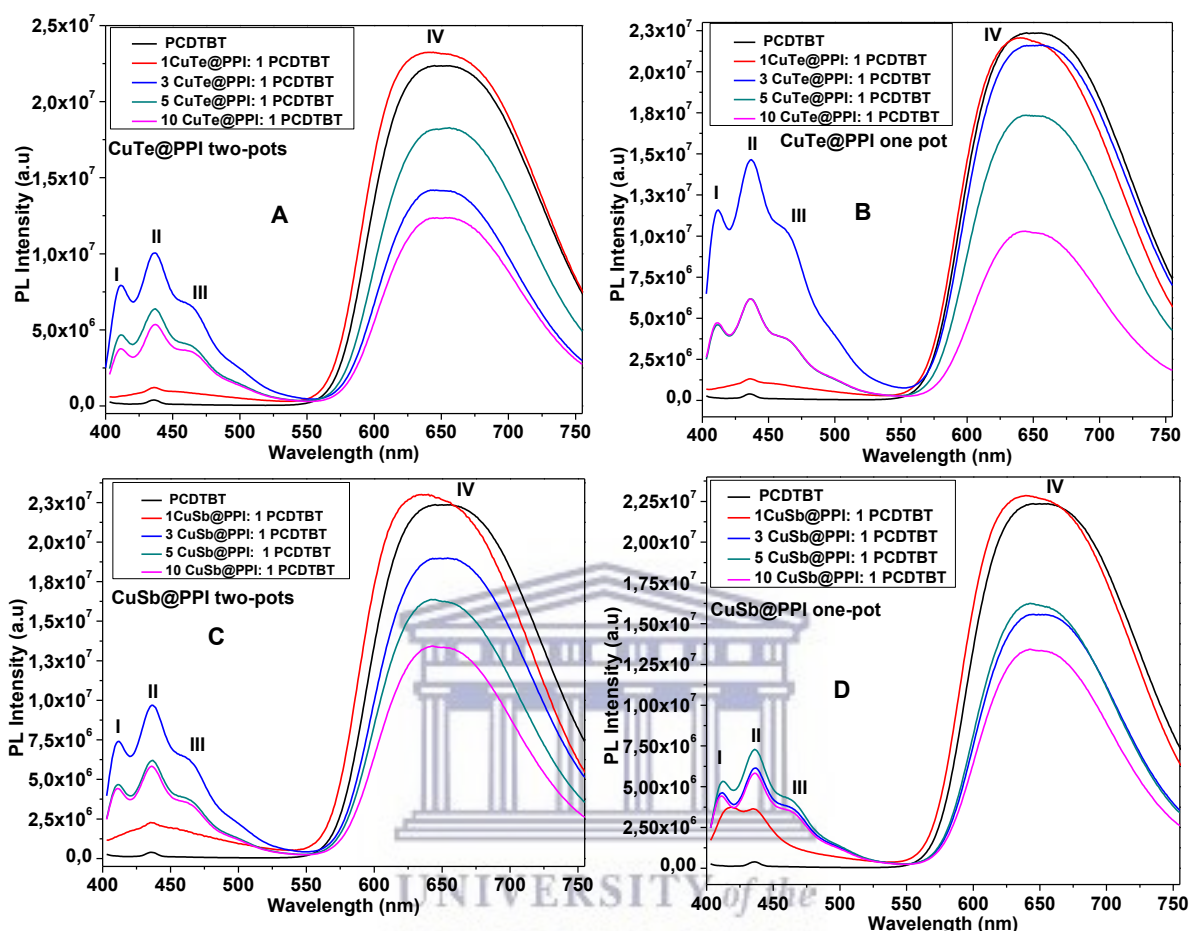 PCDTBT
1CuTe@PPI: 1 PCDTBT
3 CuTe@PPI: 1 PCDTBT
5 CuTe@PPI: 1 PCDTBT
10 CuTe@PPI: 1 PCDTBT
CuTe@PPI two-pots
A
I
II
III
IV
PL Intensity (a.u)
3,0x10⁷
2,5x10⁷
2,0x10⁷
1,5x10⁷
1,0x10⁷
5,0x10⁶
0,0
400 450 500 550 600 650 700 750
Wavelength (nm)
PCDTBT
1CuTe@PPI: 1 PCDTBT
3 CuTe@PPI: 1 PCDTBT
5 CuTe@PPI: 1 PCDTBT
10 CuTe@PPI: 1 PCDTBT
CuTe@PPI one pot
B
I
II
III
IV
PL Intensity (a.u)
2,3x10⁷
2,0x10⁷
1,8x10⁷
1,5x10⁷
1,3x10⁷
1,0x10⁷
7,5x10⁶
5,0x10⁶
2,5x10⁶
0,0
400 450 500 550 600 650 700 750
Wavelength (nm)
PCDTBT
1CuSb@PPI: 1 PCDTBT
3 CuSb@PPI: 1 PCDTBT
5 CuSb@PPI: 1 PCDTBT
10 CuSb@PPI: 1 PCDTBT
CuSb@PPI two-pots
C
I
II
III
IV
PL Intensity (a.u)
2,3x10⁷
2,0x10⁷
1,8x10⁷
1,5x10⁷
1,3x10⁷
1,0x10⁷
7,5x10⁶
5,0x10⁶
2,5x10⁶
0,0
400 450 500 550 600 650 700 750
Wavelength (nm)
PCDTBT
1CuSb@PPI: 1 PCDTBT
3 CuSb@PPI: 1 PCDTBT
5 CuSb@PPI: 1 PCDTBT
10 CuSb@PPI: 1 PCDTBT
CuSb@PPI one-pot
D
I
II
III
IV
PL Intensity (a.u)
2,25x10⁷
2,00x10⁷
1,75x10⁷
1,50x10⁷
1,25x10⁷
1,00x10⁷
7,50x10⁶
5,00x10⁶
2,50x10⁶
0,00
400 450 500 550 600 650 700 750
Wavelength (nm)
UNIVERSITY of the